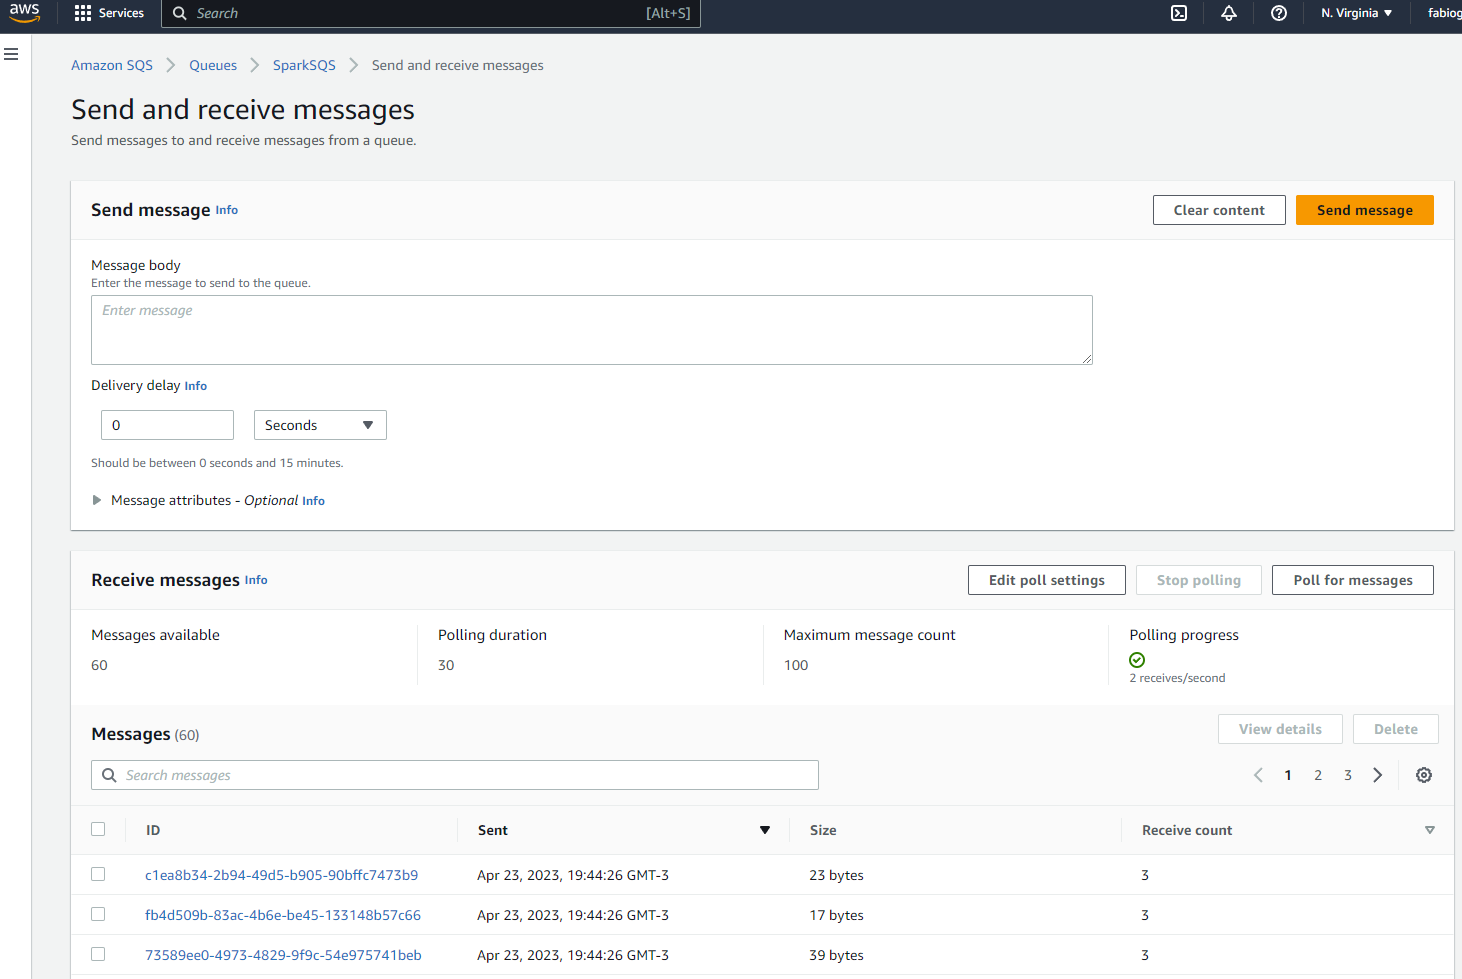 aws Services Search [Alt+S] N. Virginia fabiog
Amazon SQS Queues SparkSQS Send and receive messages
Send and receive messages
Send messages to and receive messages from a queue.
Send message Info Clear content Send message
Message body
Enter the message to send to the queue.
Enter message
Delivery delay Info
0 Seconds
Should be between 0 seconds and 15 minutes.
Message attributes - Optional Info
Receive messages Info Edit poll settings Stop polling Poll for messages
Messages available Polling duration Maximum message count Polling progress
60 30 100
2 receives/second
Messages (60) View details Delete
Search messages 1 2 3
ID Sent Size Receive count
c1ea8b34-2b94-49d5-b905-90bffc7473b9 Apr 23, 2023, 19:44:26 GMT-3 23 bytes 3
fb4d509b-83ac-4b6e-be45-133148b57c66 Apr 23, 2023, 19:44:26 GMT-3 17 bytes 3
73589ee0-4973-4829-9f9c-54e975741beb Apr 23, 2023, 19:44:26 GMT-3 39 bytes 3